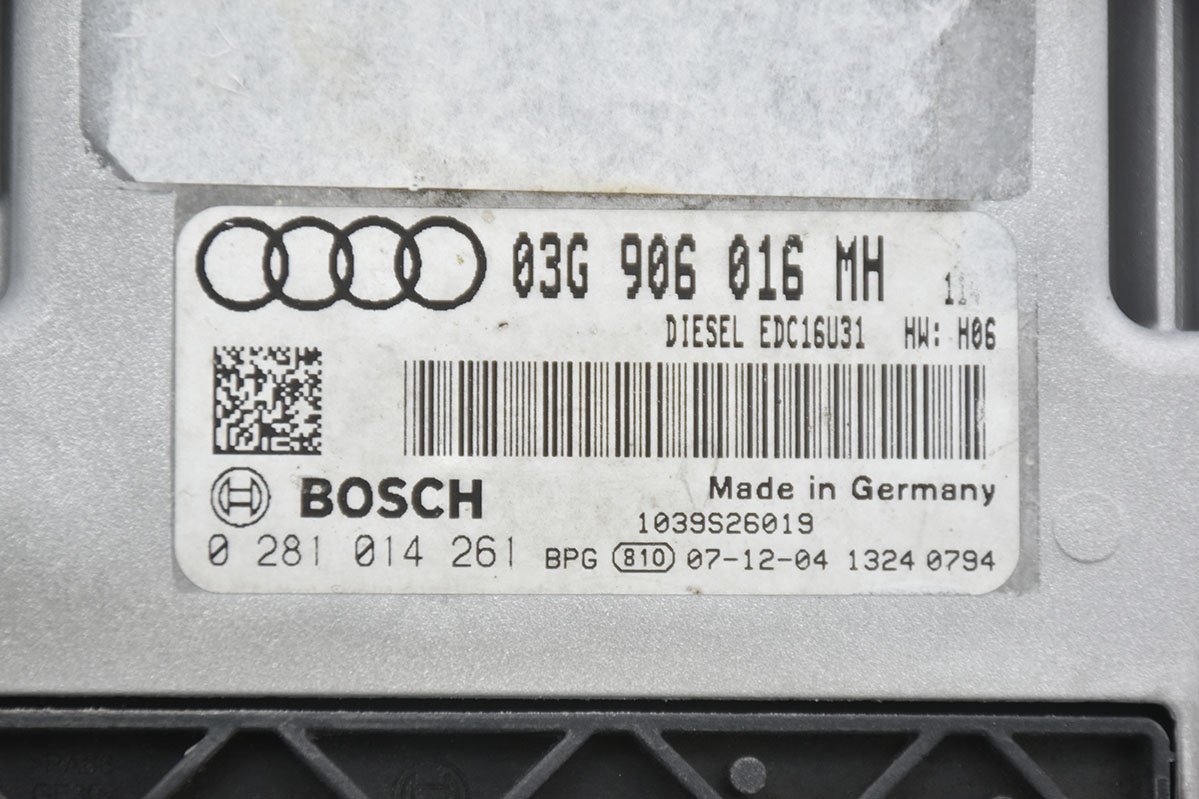 03G 906 016 MH
DIESEL EDC16U31 HW: H06
BOSCH
Made in Germany
1039S26019
0 281 014 261 BPG 810 07-12-04 1324 0794